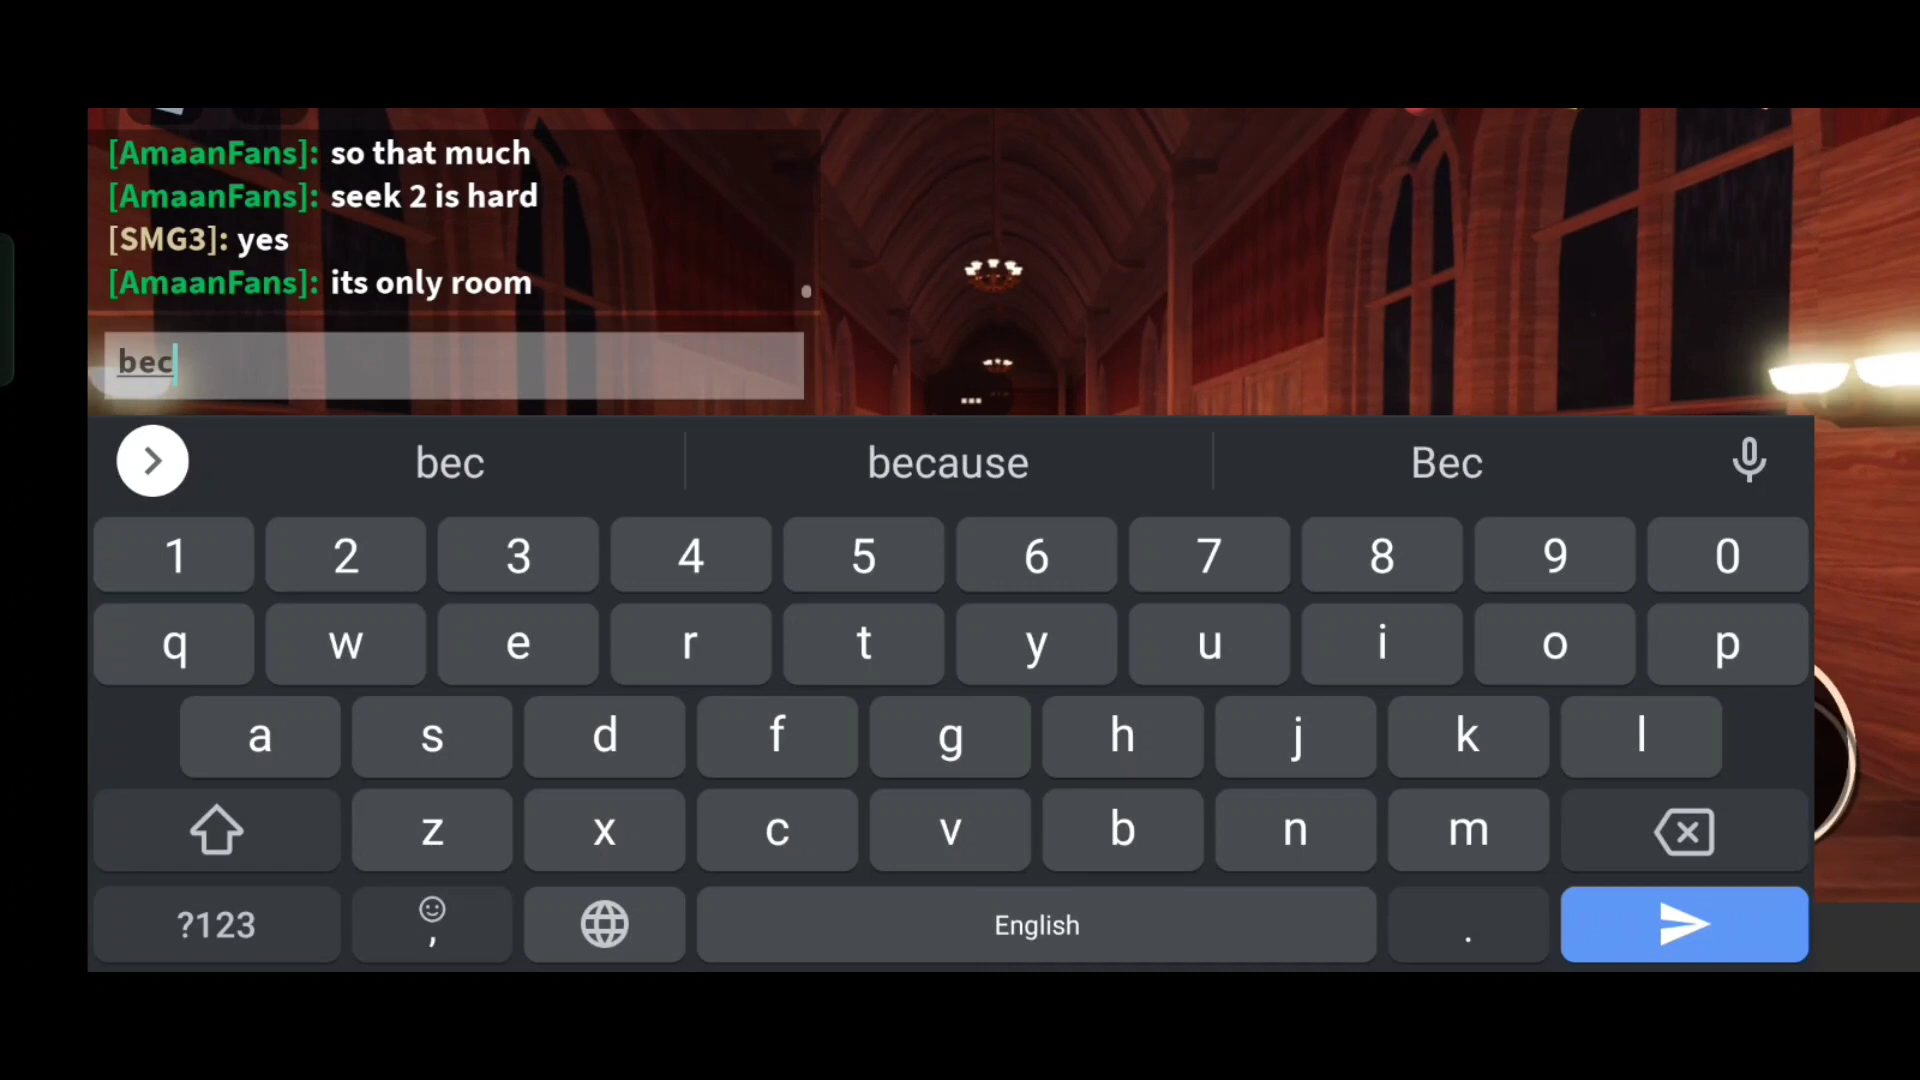 [AmaanFans]: so that much
[AmaanFans]: seek 2 is hard
[SMG3]: yes
[AmaanFans]: its only room
bec
bec because Bec
1 2 3 4 5 6 7 8 9 0
q w e r t y u i o p
a s d f g h j k l
z x c v b n m
?123 , English .